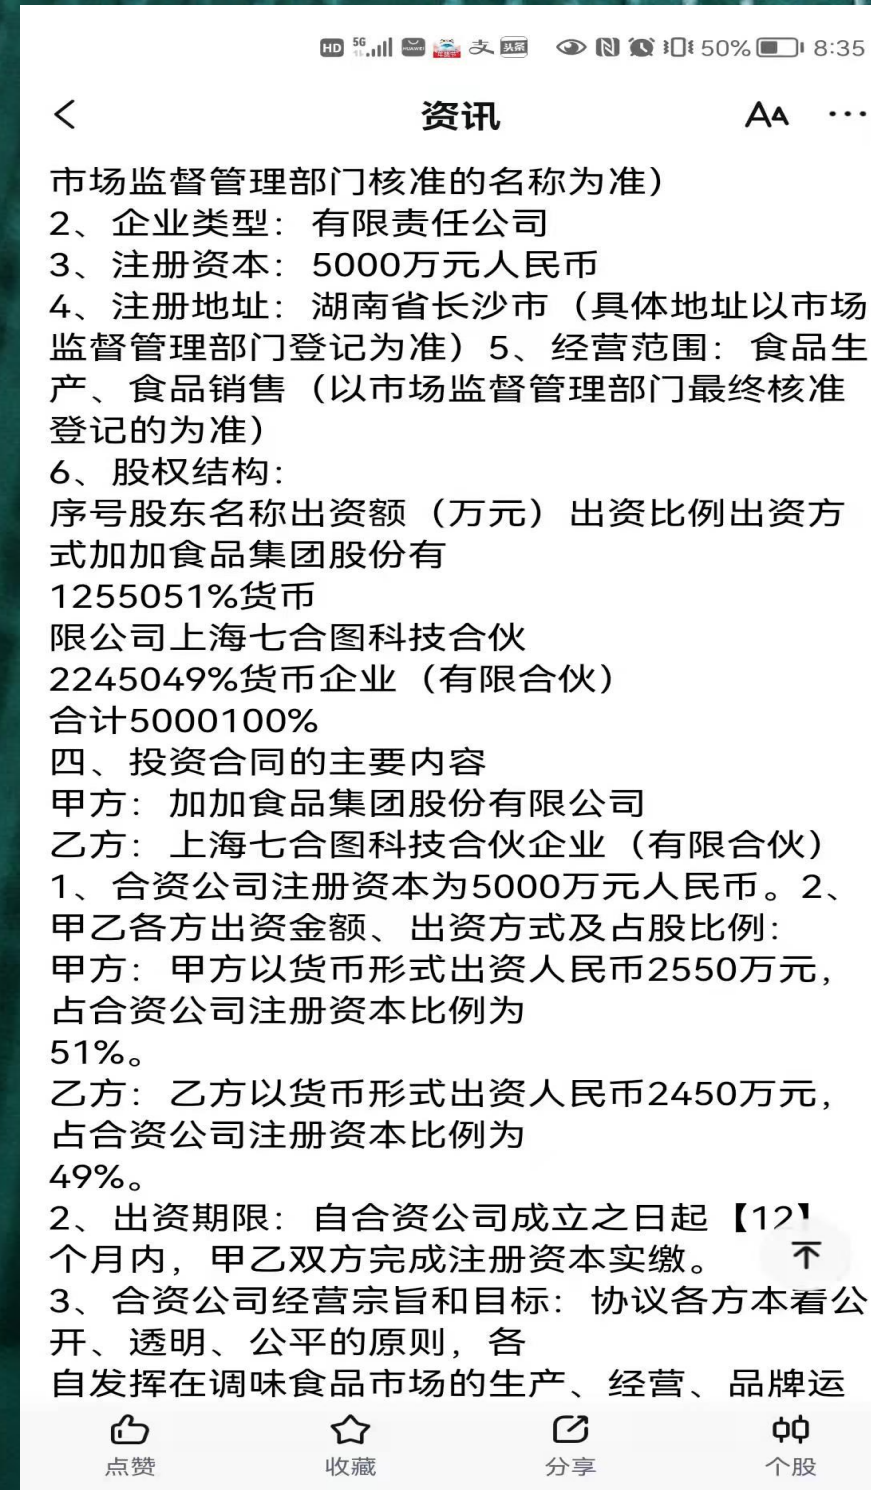 HD 5G HUAWEI 支 头条 50% 8:35
资讯 AA
市场监督管理部门核准的名称为准）
2、企业类型：有限责任公司
3、注册资本：5000万元人民币
4、注册地址：湖南省长沙市（具体地址以市场
监督管理部门登记为准）5、经营范围：食品生
产、食品销售（以市场监督管理部门最终核准
登记的为准）
6、股权结构：
序号股东名称出资额（万元）出资比例出资方
式加加食品集团股份有
1255051%货币
限公司上海七合图科技合伙
2245049%货币企业（有限合伙）
合计5000100%
四、投资合同的主要内容
甲方：加加食品集团股份有限公司
乙方：上海七合图科技合伙企业（有限合伙）
1、合资公司注册资本为5000万元人民币。2、
甲乙各方出资金额、出资方式及占股比例：
甲方：甲方以货币形式出资人民币2550万元，
占合资公司注册资本比例为
51%。
乙方：乙方以货币形式出资人民币2450万元，
占合资公司注册资本比例为
49%。
2、出资期限：自合资公司成立之日起【12】
个月内，甲乙双方完成注册资本实缴。
3、合资公司经营宗旨和目标：协议各方本着公
开、透明、公平的原则，各
自发挥在调味食品市场的生产、经营、品牌运
点赞 收藏 分享 个股